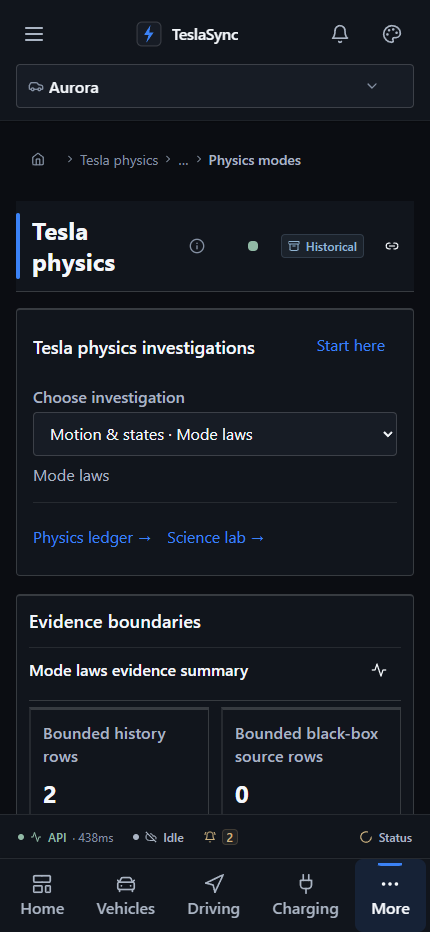 TeslaSync
Aurora
Tesla physics
...
Physics modes
Tesla
physics
Historical
Tesla physics investigations
Start here
Choose investigation
Motion & states · Mode laws
Mode laws
Physics ledger →
Science lab →
Evidence boundaries
Mode laws evidence summary
Bounded history
rows
2
Bounded black-box
source rows
0
API · 438ms
Idle
2
Status
Home
Vehicles
Driving
Charging
More